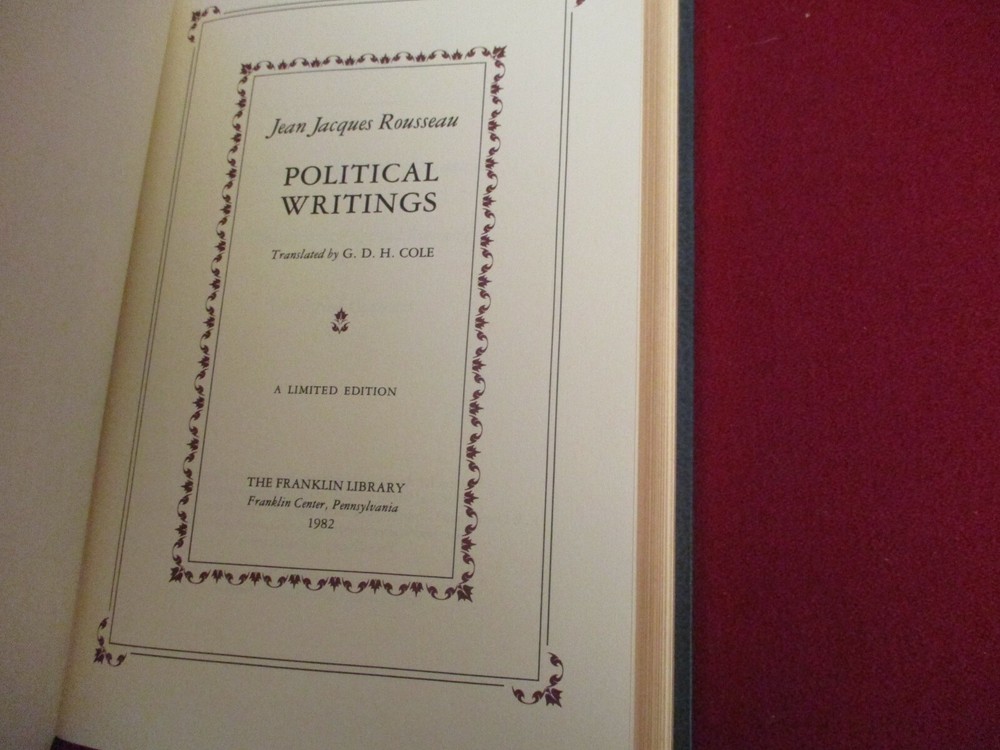 Jean Jacques Rousseau
POLITICAL
WRITINGS
Translated by G. D. H. COLE
A LIMITED EDITION
THE FRANKLIN LIBRARY
Franklin Center, Pennsylvania
1982